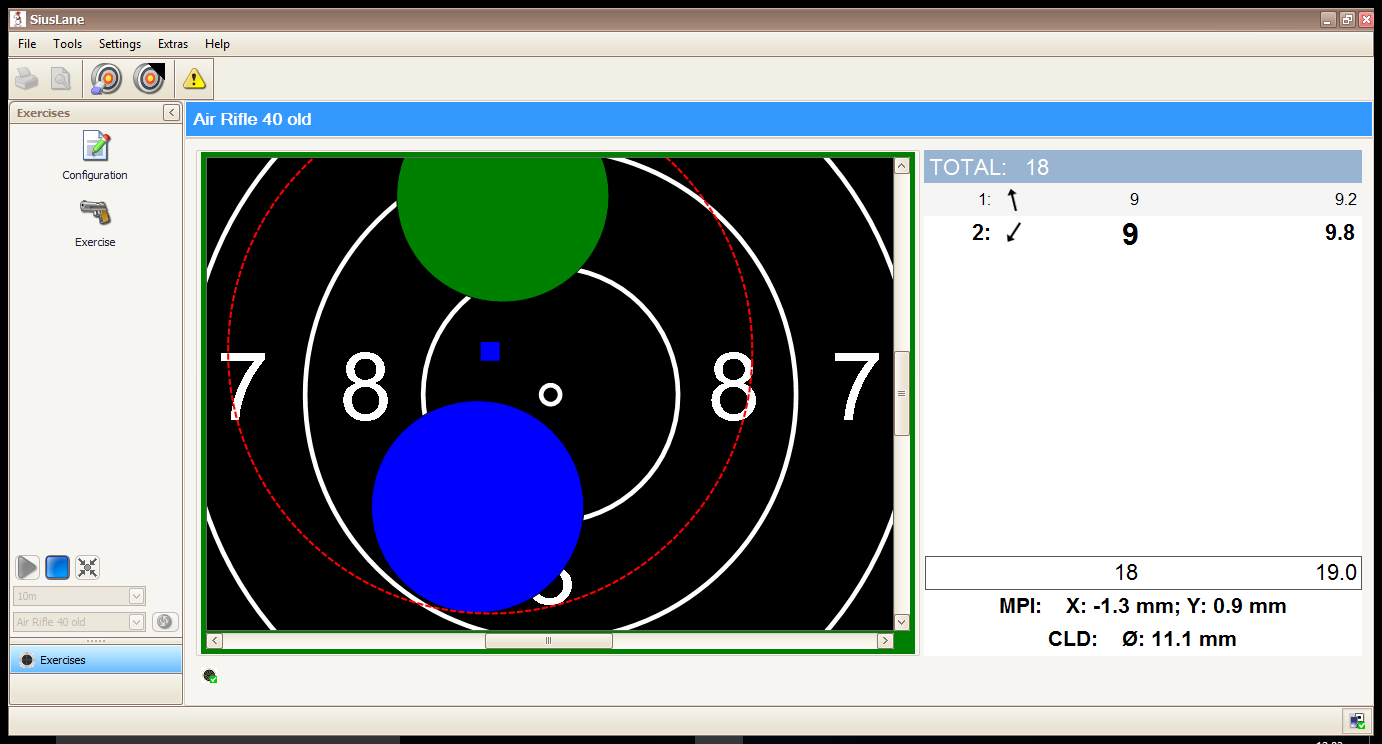 SiusLane
File Tools Settings Extras Help
Exercises
Configuration
Exercise
10m
Air Rifle 40 old
Exercises
Air Rifle 40 old
7 8 8 7
TOTAL: 18
1: 9 9.2
2: 9 9.8
18 19.0
MPI: X: -1.3 mm; Y: 0.9 mm
CLD: Ø: 11.1 mm